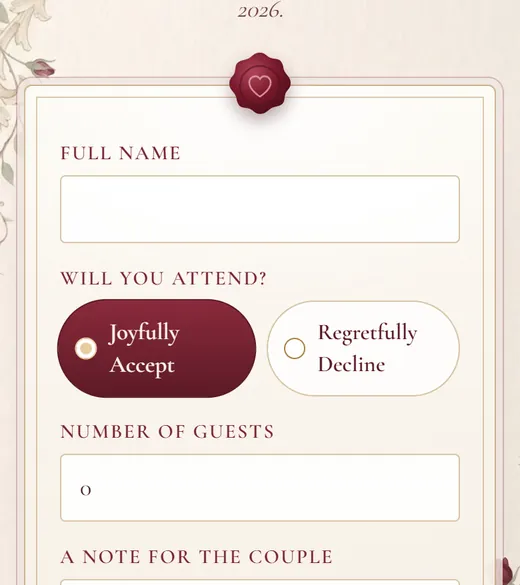 2026.
FULL NAME
WILL YOU ATTEND?
Joyfully
Accept
Regretfully
Decline
NUMBER OF GUESTS
0
A NOTE FOR THE COUPLE